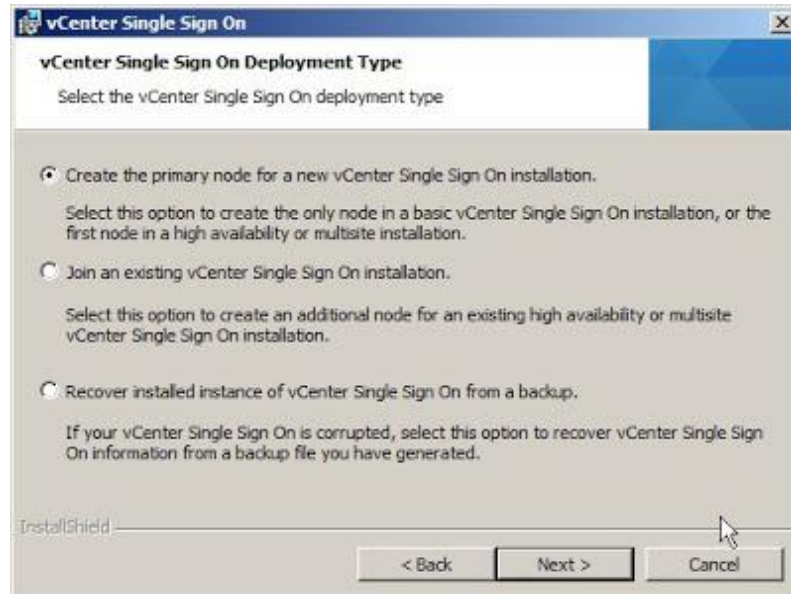 vCenter Single Sign On
vCenter Single Sign On Deployment Type
Select the vCenter Single Sign On deployment type
Create the primary node for a new vCenter Single Sign On installation.
Select this option to create the only node in a basic vCenter Single Sign On installation, or the
first node in a high availability or multisite installation.
Join an existing vCenter Single Sign On installation.
Select this option to create an additional node for an existing high availability or multisite
vCenter Single Sign On installation.
Recover installed instance of vCenter Single Sign On from a backup.
If your vCenter Single Sign On is corrupted, select this option to recover vCenter Single Sign
On information from a backup file you have generated.
InstallShield
< Back Next > Cancel